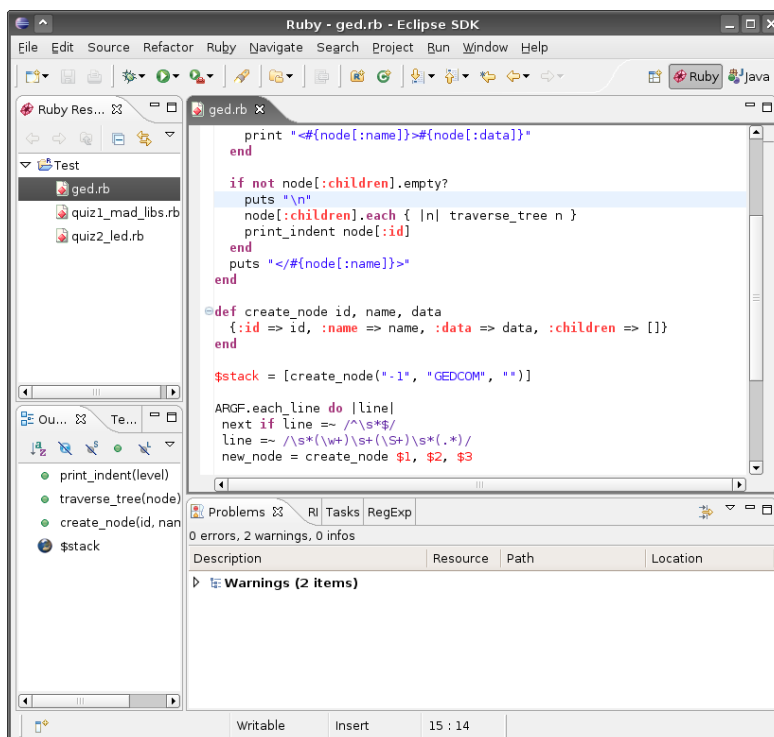 Ruby - ged.rb - Eclipse SDK
File Edit Source Refactor Ruby Navigate Search Project Run Window Help
Ruby Java
Ruby Res...
Test
ged.rb
quiz1_mad_libs.rb
quiz2_led.rb
ged.rb
print "<#{node[:name]}>#{node[:data]}"
end
if not node[:children].empty?
puts "\n"
node[:children].each { |n| traverse_tree n }
print_indent node[:id]
end
puts "</#{node[:name]}>"
end
def create_node id, name, data
{:id => id, :name => name, :data => data, :children => []}
end
$stack = [create_node("-1", "GEDCOM", "")]
ARGF.each_line do |line|
next if line =~ /^\s*$/
line =~ /\s*(\w+)\s+(\S+)\s*(.*)/
new_node = create_node $1, $2, $3
Ou... Te...
print_indent(level)
traverse_tree(node)
create_node(id, nan
$stack
Problems RI Tasks RegExp
0 errors, 2 warnings, 0 infos
Description Resource Path Location
Warnings (2 items)
Writable Insert 15 : 14